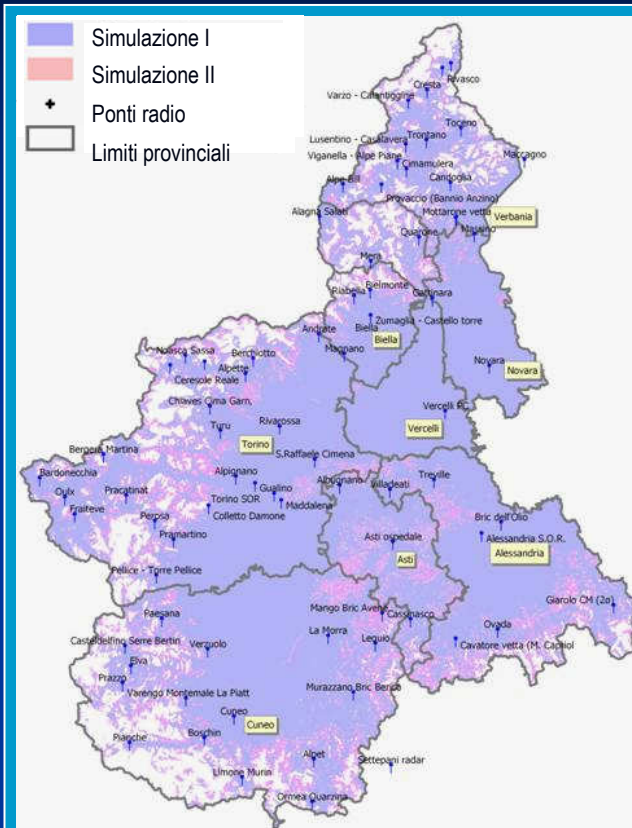 Simulazione I
Simulazione II
Ponti radio
Limiti provinciali
Rivasco
Cresta
Varzo - Calantiggine
Toceno
Trontano
Lusentino - Casalavera
Viganella - Alpe Piane
Cimamulera
Maccagno
Candoglia
Alpe Bill
Provaccio (Bannio Anzino)
Alagna Salati
Mottarone vetta
Verbania
Massino
Quarone
Mera
Bielmonte
Riabella
Gattinara
Zumaglia - Castello torre
Andrate
Biella
Biella
Magnano
Novara
Novara
Noasca Sassa
Berchiotto
Alpette
Ceresole Reale
Chiaves Cima Garn.
Vercelli PC
Vercelli
Rivarossa
Turu
Torino
Bergera Martina
S.Raffaele Cimena
Bardonecchia
Alpignano
Albugnano
Villadeati
Treville
Oulx
Pracatinat
Gualino
Torino SOR
Maddalena
Fraiteve
Colletto Damone
Perosa
Bric dell'Olio
Pramartino
Asti ospedale
Alessandria S.O.R.
Alessandria
Asti
Pellice - Torre Pellice
Giarolo CM (2o)
Mango Bric Avene
Cassinasco
Paesana
Ovada
La Morra
Casteldelfino Serre Bertin
Verzuolo
Lequio
Cavatore vetta (M. Capriol
Elva
Prazzo
Varengo Montemale La Piatt
Murazzano Bric Berica
Cuneo
Cuneo
Boschin
Pianche
Alpet
Settepani radar
Limone Murin
Ormea Quarzina